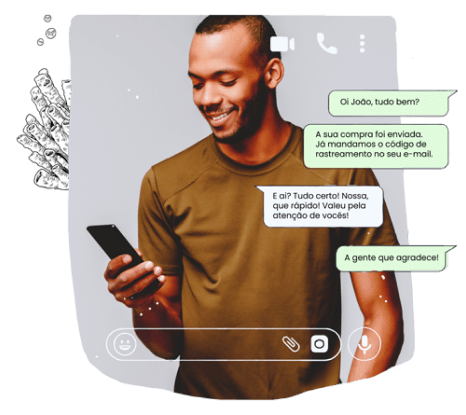 Oi João, tudo bem?
A sua compra foi enviada.
Já mandamos o código de
rastreamento no seu e-mail.
E aí? Tudo certo! Nossa,
que rápido! Valeu pela
atenção de vocês!
A gente que agradece!